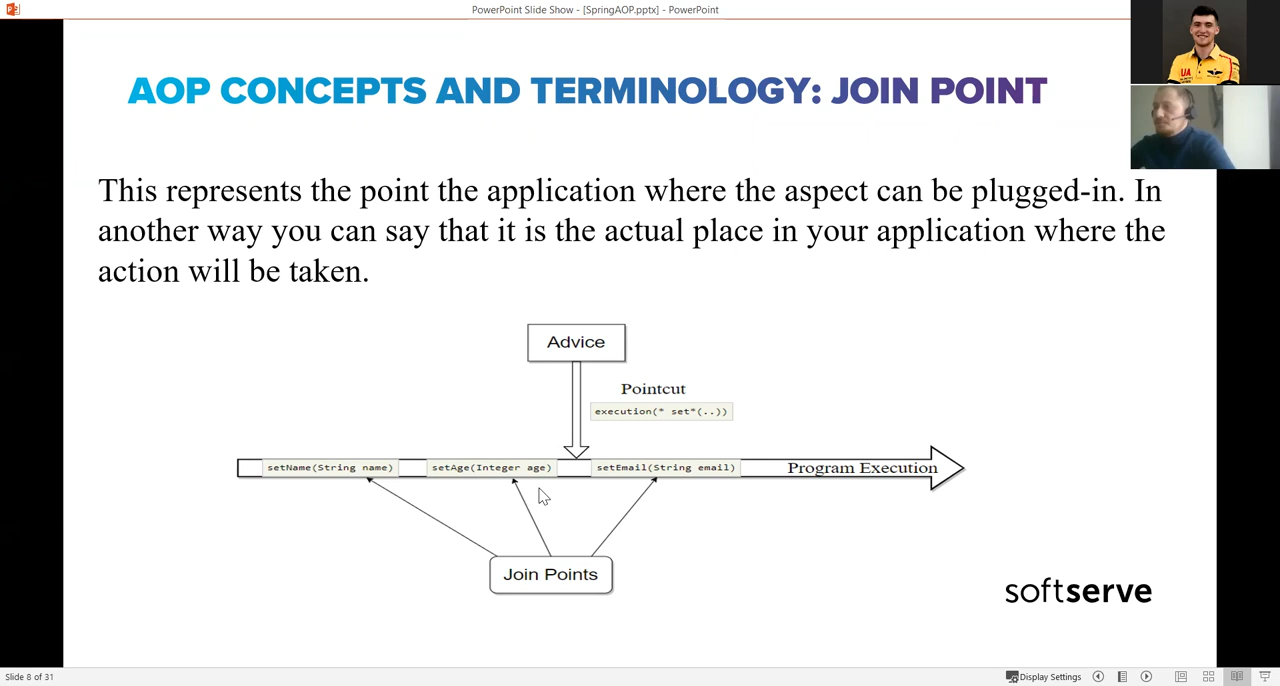 PowerPoint Slide Show - [SpringAOP.pptx] - PowerPoint
AOP CONCEPTS AND TERMINOLOGY: JOIN POINT
UA
This represents the point the application where the aspect can be plugged-in. In
another way you can say that it is the actual place in your application where the
action will be taken.
Advice
Pointcut
execution(* set*(..))
setName(String name)
setAge(Integer age)
setEmail(String email)
Program Execution
Join Points
softserve
Slide 8 of 31
Display Settings